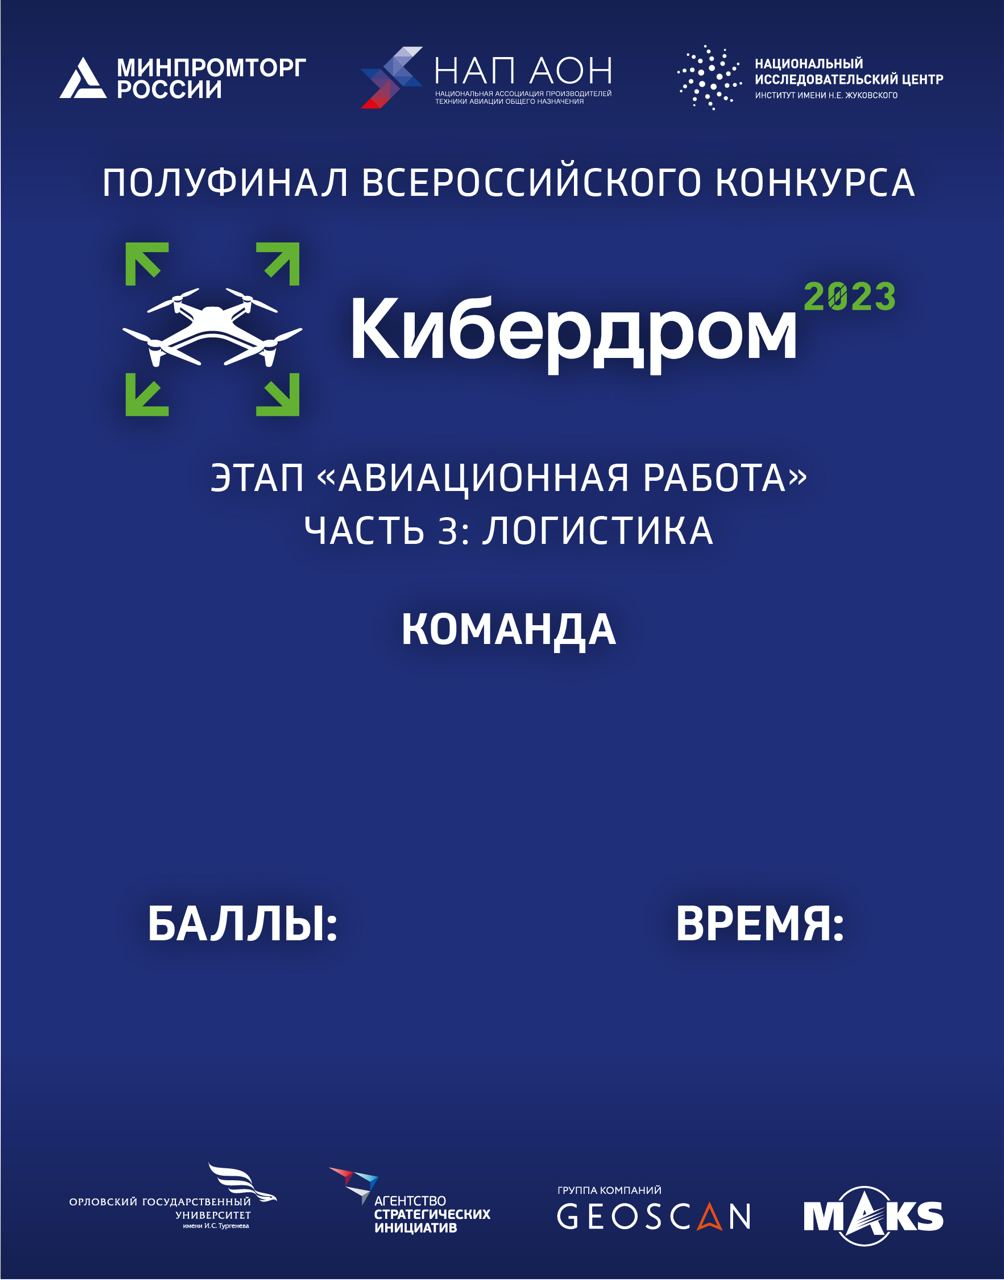 МИНПРОМТОРГ
РОССИИ
НАП АОН
НАЦИОНАЛЬНАЯ АССОЦИАЦИЯ ПРОИЗВОДИТЕЛЕЙ
ТЕХНИКИ АВИАЦИИ ОБЩЕГО НАЗНАЧЕНИЯ
НАЦИОНАЛЬНЫЙ
ИССЛЕДОВАТЕЛЬСКИЙ ЦЕНТР
ИНСТИТУТ ИМЕНИ Н.Е. ЖУКОВСКОГО
ПОЛУФИНАЛ ВСЕРОССИЙСКОГО КОНКУРСА
Кибердром 2023
ЭТАП «АВИАЦИОННАЯ РАБОТА»
ЧАСТЬ 3: ЛОГИСТИКА
КОМАНДА
БАЛЛЫ:
ВРЕМЯ:
ОРЛОВСКИЙ ГОСУДАРСТВЕННЫЙ
УНИВЕРСИТЕТ
имени И.С. Тургенева
АГЕНТСТВО
СТРАТЕГИЧЕСКИХ
ИНИЦИАТИВ
ГРУППА КОМПАНИЙ
GEOSCAN
MAKS